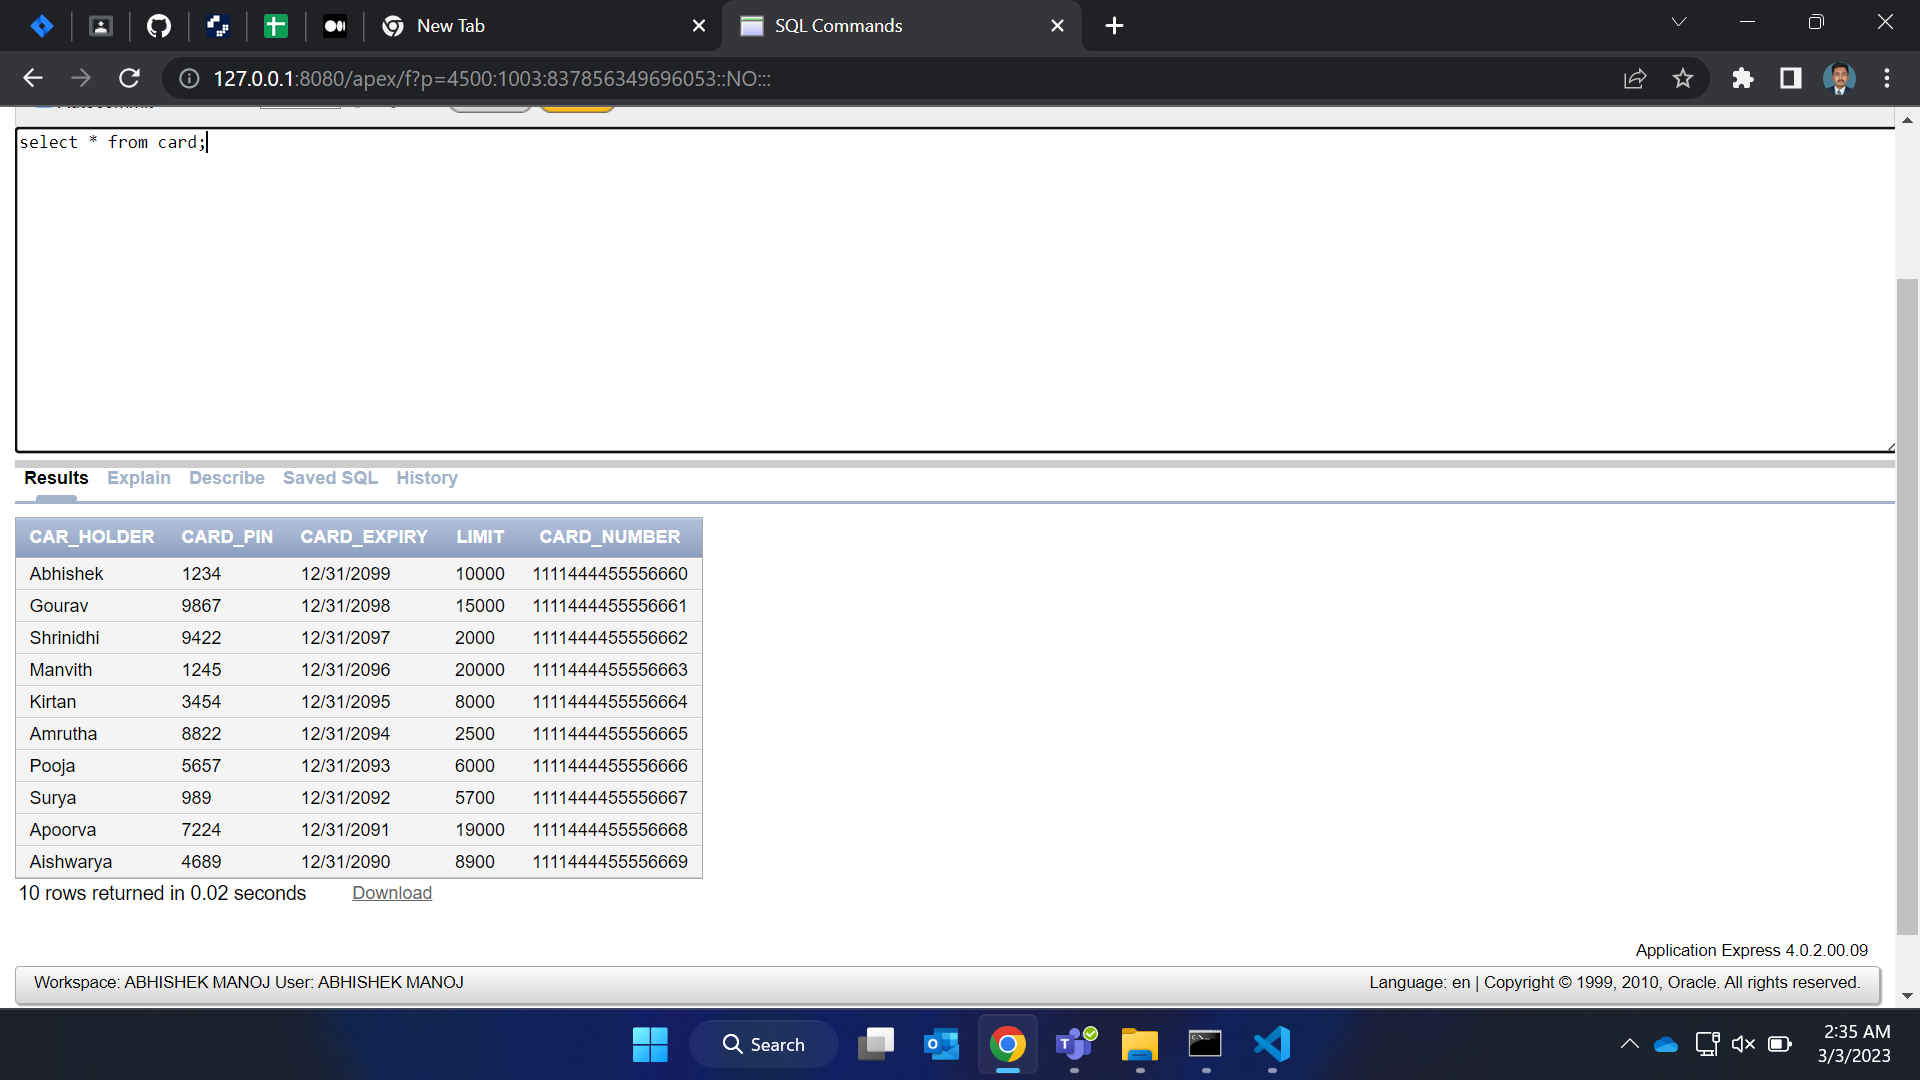 New Tab
SQL Commands
127.0.0.1:8080/apex/f?p=4500:1003:837856349696053::NO:::
select * from card;
Results Explain Describe Saved SQL History
CAR_HOLDER CARD_PIN CARD_EXPIRY LIMIT CARD_NUMBER
Abhishek 1234 12/31/2099 10000 1111444455556660
Gourav 9867 12/31/2098 15000 1111444455556661
Shrinidhi 9422 12/31/2097 2000 1111444455556662
Manvith 1245 12/31/2096 20000 1111444455556663
Kirtan 3454 12/31/2095 8000 1111444455556664
Amrutha 8822 12/31/2094 2500 1111444455556665
Pooja 5657 12/31/2093 6000 1111444455556666
Surya 989 12/31/2092 5700 1111444455556667
Apoorva 7224 12/31/2091 19000 1111444455556668
Aishwarya 4689 12/31/2090 8900 1111444455556669
10 rows returned in 0.02 seconds Download
Application Express 4.0.2.00.09
Workspace: ABHISHEK MANOJ User: ABHISHEK MANOJ
Language: en | Copyright © 1999, 2010, Oracle. All rights reserved.
Search
2:35 AM
3/3/2023